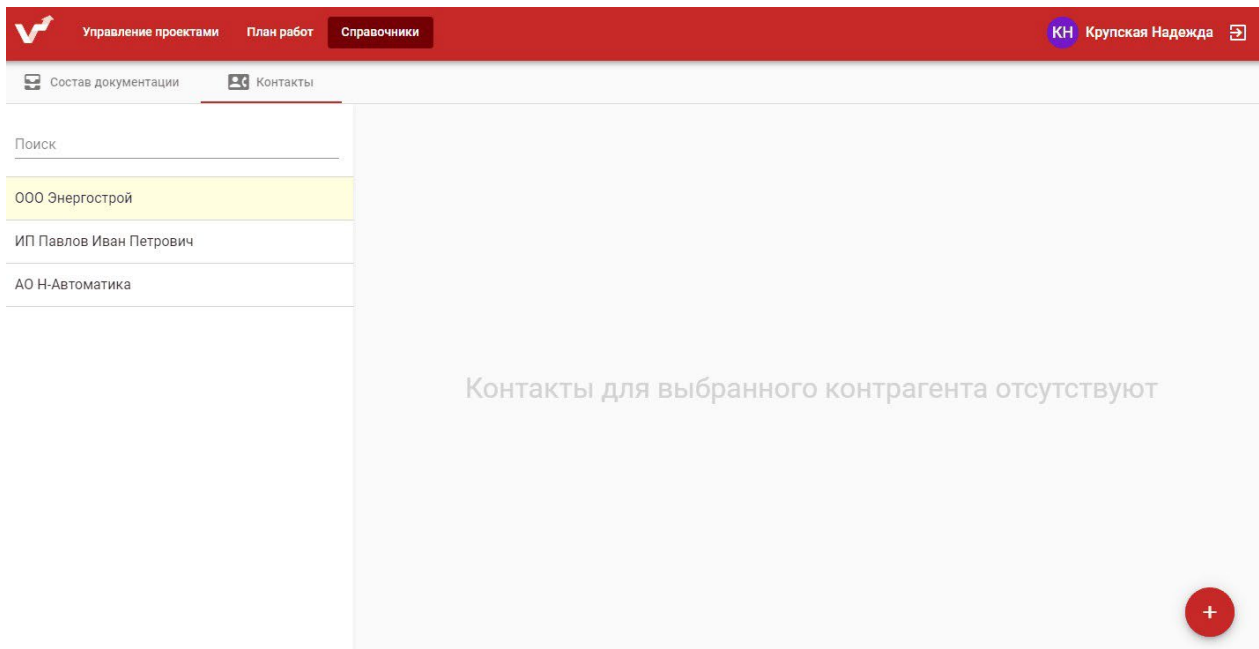 Управление проектами План работ Справочники КН Крупская Надежда
Состав документации Контакты
Поиск
ООО Энергострой
ИП Павлов Иван Петрович
АО Н-Автоматика
Контакты для выбранного контрагента отсутствуют
+